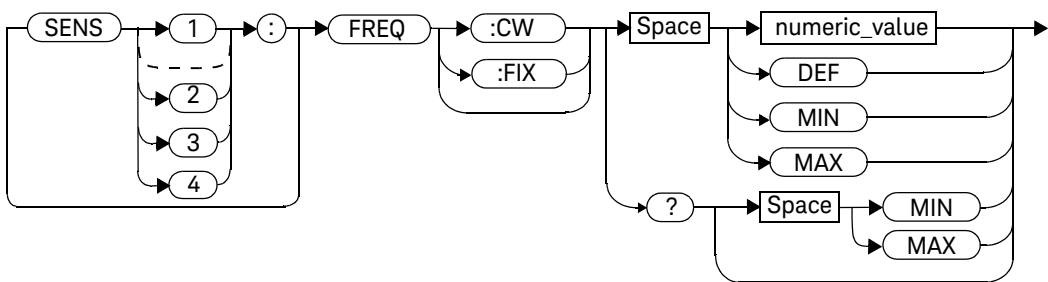 SENS 1 : FREQ :CW Space numeric_value
:FIX DEF
2 MIN
3 MAX
4 ? Space MIN
MAX